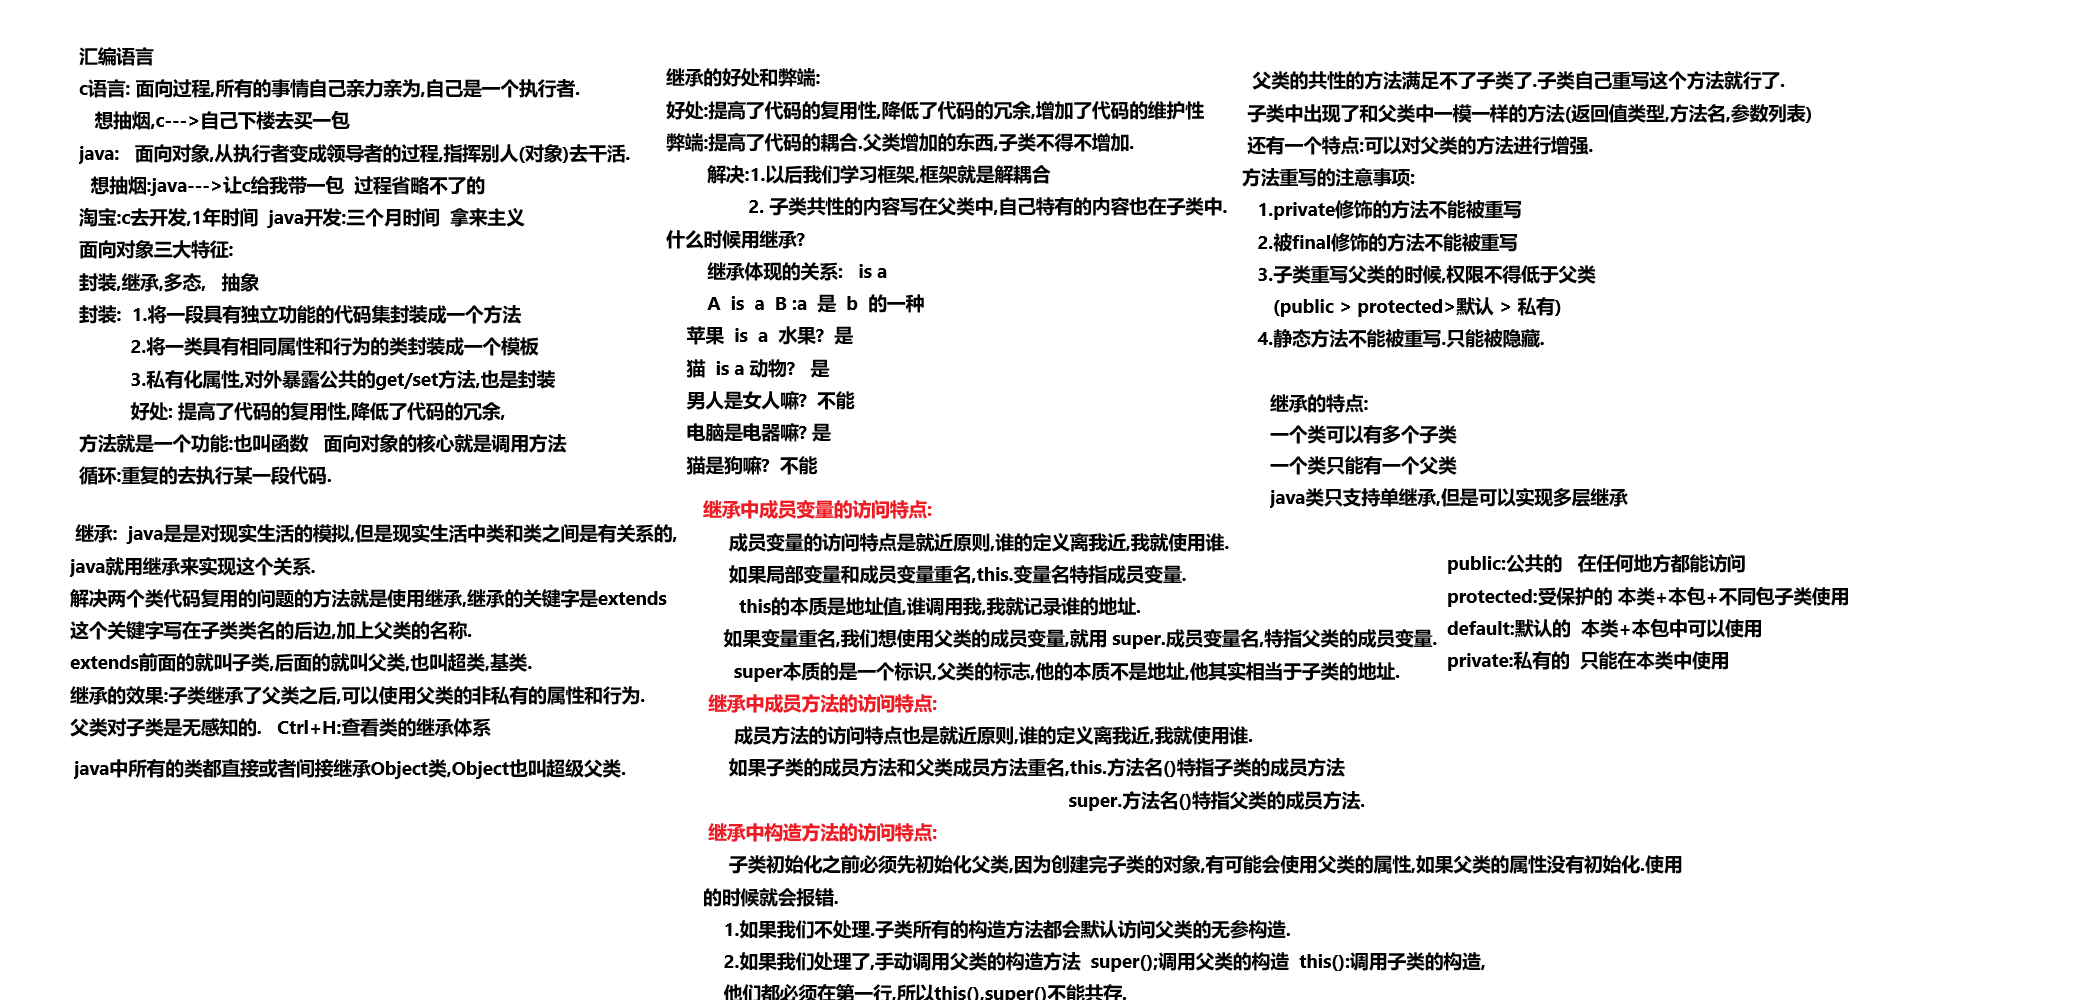 汇编语言
c语言: 面向过程,所有的事情自己亲力亲为,自己是一个执行者.
想抽烟,c--->自己下楼去买一包
java: 面向对象,从执行者变成领导者的过程,指挥别人(对象)去干活.
想抽烟:java--->让c给我带一包 过程省略不了的
淘宝:c去开发,1年时间 java开发:三个月时间 拿来主义
面向对象三大特征:
封装,继承,多态, 抽象
封装: 1.将一段具有独立功能的代码集封装成一个方法
2.将一类具有相同属性和行为的类封装成一个模板
3.私有化属性,对外暴露公共的get/set方法,也是封装
好处: 提高了代码的复用性,降低了代码的冗余,
方法就是一个功能:也叫函数 面向对象的核心就是调用方法
循环:重复的去执行某一段代码.
继承: java是是对现实生活的模拟,但是现实生活中类和类之间是有关系的,
java就用继承来实现这个关系.
解决两个类代码复用的问题的方法就是使用继承,继承的关键字是extends
这个关键字写在子类类名的后边,加上父类的名称.
extends前面的就叫子类,后面的就叫父类,也叫超类,基类.
继承的效果:子类继承了父类之后,可以使用父类的非私有的属性和行为.
父类对子类是无感知的. Ctrl+H:查看类的继承体系
java中所有的类都直接或者间接继承Object类,Object也叫超级父类.
继承的好处和弊端:
好处:提高了代码的复用性,降低了代码的冗余,增加了代码的维护性
弊端:提高了代码的耦合.父类增加的东西,子类不得不增加.
解决:1.以后我们学习框架,框架就是解耦合
2. 子类共性的内容写在父类中,自己特有的内容也在子类中.
什么时候用继承?
继承体现的关系: is a
A is a B :a 是 b 的一种
苹果 is a 水果? 是
猫 is a 动物? 是
男人是女人嘛? 不能
电脑是电器嘛? 是
猫是狗嘛? 不能
继承中成员变量的访问特点:
成员变量的访问特点是就近原则,谁的定义离我近,我就使用谁.
如果局部变量和成员变量重名,this.变量名特指成员变量.
this的本质是地址值,谁调用我,我就记录谁的地址.
如果变量重名,我们想使用父类的成员变量,就用 super.成员变量名,特指父类的成员变量.
super本质的是一个标识,父类的标志,他的本质不是地址,他其实相当于子类的地址.
继承中成员方法的访问特点:
成员方法的访问特点也是就近原则,谁的定义离我近,我就使用谁.
如果子类的成员方法和父类成员方法重名,this.方法名()特指子类的成员方法
super.方法名()特指父类的成员方法.
继承中构造方法的访问特点:
子类初始化之前必须先初始化父类,因为创建完子类的对象,有可能会使用父类的属性,如果父类的属性没有初始化.使用
的时候就会报错.
1.如果我们不处理.子类所有的构造方法都会默认访问父类的无参构造.
2.如果我们处理了,手动调用父类的构造方法 super();调用父类的构造 this():调用子类的构造,
他们都必须在第一行,所以this(),super()不能共存.
父类的共性的方法满足不了子类了.子类自己重写这个方法就行了.
子类中出现了和父类中一模一样的方法(返回值类型,方法名,参数列表)
还有一个特点:可以对父类的方法进行增强.
方法重写的注意事项:
1.private修饰的方法不能被重写
2.被final修饰的方法不能被重写
3.子类重写父类的时候,权限不得低于父类
(public > protected>默认 > 私有)
4.静态方法不能被重写.只能被隐藏.
继承的特点:
一个类可以有多个子类
一个类只能有一个父类
java类只支持单继承,但是可以实现多层继承
public:公共的 在任何地方都能访问
protected:受保护的 本类+本包+不同包子类使用
default:默认的 本类+本包中可以使用
private:私有的 只能在本类中使用